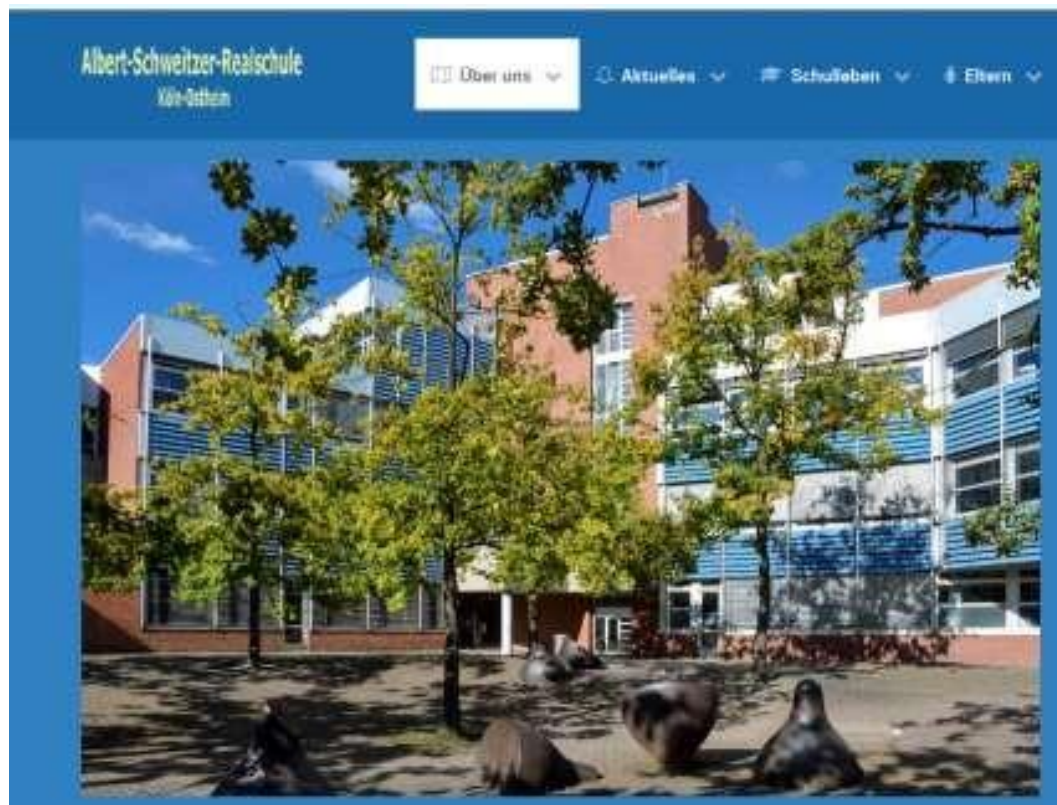 Albert-Schweitzer-Realschule
Köln-Ostheim
Über uns
Aktuelles
Schulleben
Eltern